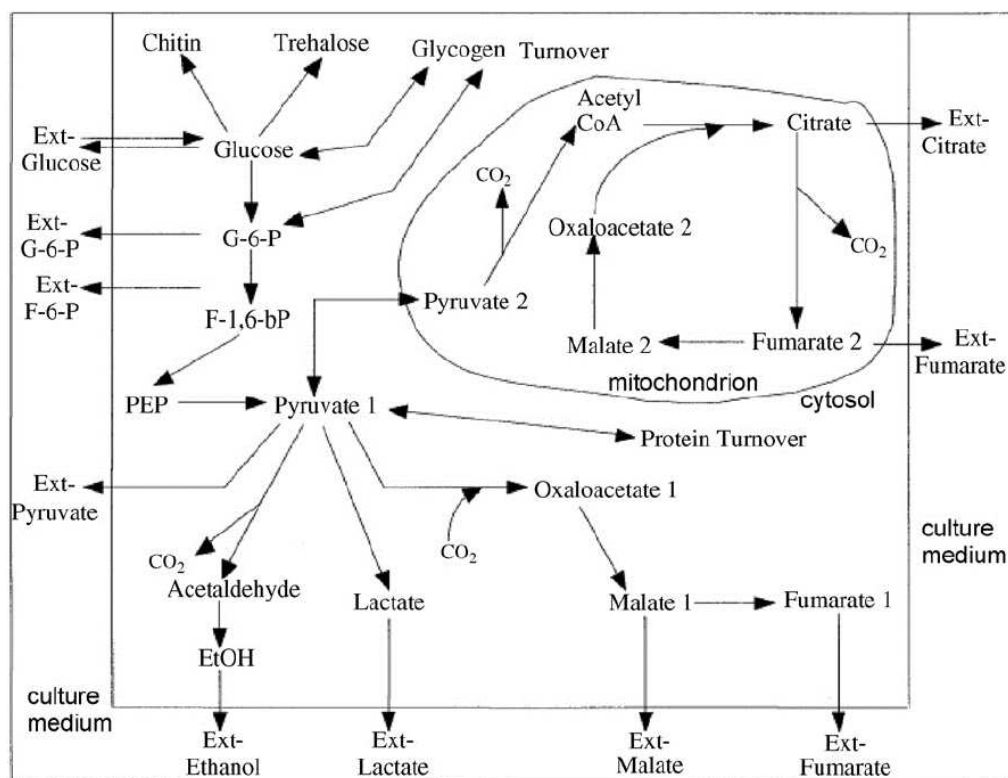 Chitin
Trehalose
Glycogen Turnover
Acetyl
CoA
Citrate
Ext-
Citrate
Ext-
Glucose
Glucose
CO2
Oxaloacetate 2
CO2
Ext-
G-6-P
G-6-P
Ext-
F-6-P
F-1,6-bP
Pyruvate 2
Malate 2
Fumarate 2
Ext-
Fumarate
mitochondrion
cytosol
PEP
Pyruvate 1
Protein Turnover
Ext-
Pyruvate
Oxaloacetate 1
culture
medium
CO2
CO2
Acetaldehyde
Lactate
Malate 1
Fumarate 1
EtOH
culture
medium
Ext-
Ethanol
Ext-
Lactate
Ext-
Malate
Ext-
Fumarate